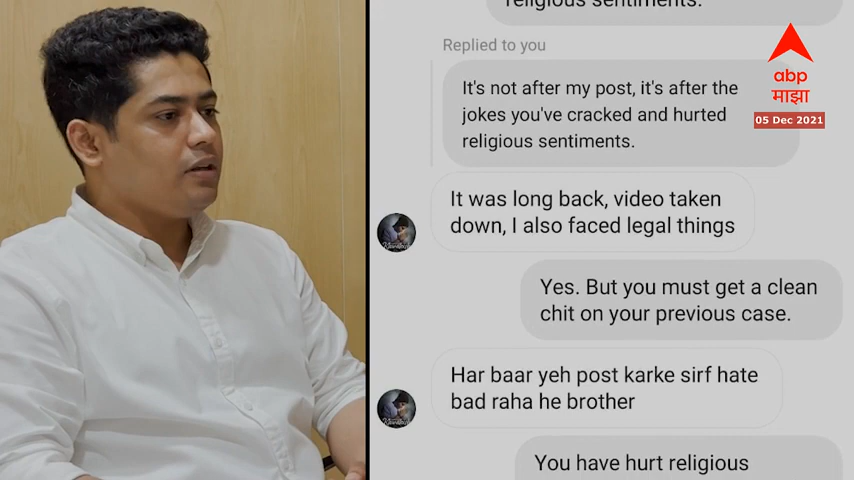 religious sentiments.
Replied to you
It's not after my post, it's after the
jokes you've cracked and hurted
religious sentiments.
abp
माझा
05 Dec 2021
It was long back, video taken
down, I also faced legal things
Yes. But you must get a clean
chit on your previous case.
Har baar yeh post karke sirf hate
bad raha he brother
You have hurt religious